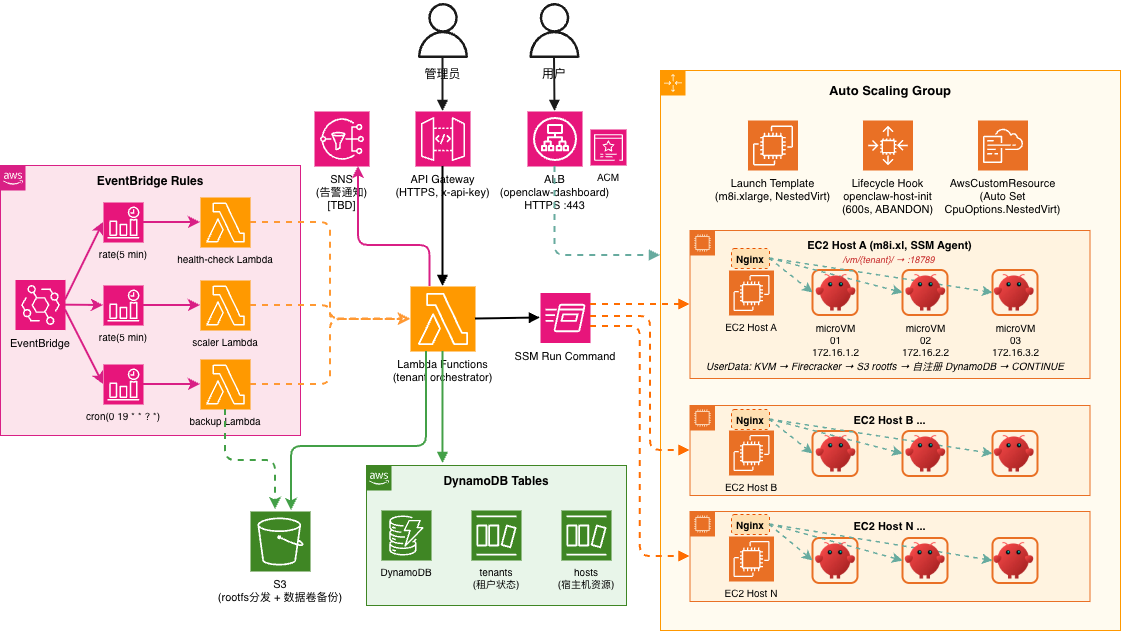 管理员
用户
Auto Scaling Group
SNS
(告警通知)
[TBD]
API Gateway
(HTTPS, x-api-key)
ALB
(openclaw-dashboard)
HTTPS :443
ACM
Launch Template
(m8i.xlarge, NestedVirt)
Lifecycle Hook
openclaw-host-init
(600s, ABANDON)
AwsCustomResource
(Auto Set
CpuOptions.NestedVirt)
aws
EventBridge Rules
rate(5 min)
health-check Lambda
EventBridge
rate(5 min)
scaler Lambda
cron(0 19 * * ? *)
backup Lambda
Lambda Functions
(tenant orchestrator)
SSM Run Command
EC2 Host A (m8i.xl, SSM Agent)
Nginx
/vm/{tenant}/ → :18789
EC2 Host A
microVM
01
172.16.1.2
microVM
02
172.16.2.2
microVM
03
172.16.3.2
UserData: KVM → Firecracker → S3 rootfs → 自注册 DynamoDB → CONTINUE
Nginx
EC2 Host B ...
EC2 Host B
Nginx
EC2 Host N ...
EC2 Host N
aws
DynamoDB Tables
DynamoDB
tenants
(租户状态)
hosts
(宿主机资源)
S3
(rootfs分发 + 数据卷备份)